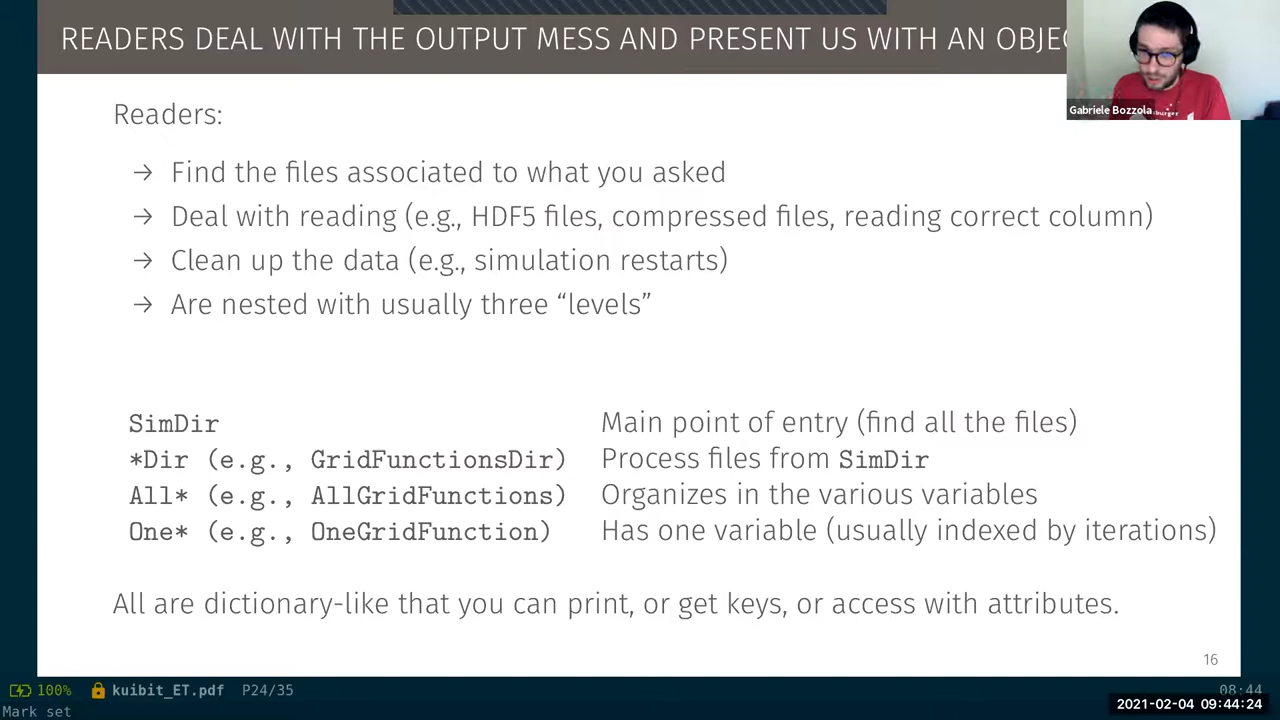 READERS DEAL WITH THE OUTPUT MESS AND PRESENT US WITH AN OBJEC
Gabriele Bozzola
Readers:
→ Find the files associated to what you asked
→ Deal with reading (e.g., HDF5 files, compressed files, reading correct column)
→ Clean up the data (e.g., simulation restarts)
→ Are nested with usually three “levels”
SimDir Main point of entry (find all the files)
*Dir (e.g., GridFunctionsDir) Process files from SimDir
All* (e.g., AllGridFunctions) Organizes in the various variables
One* (e.g., OneGridFunction) Has one variable (usually indexed by iterations)
All are dictionary-like that you can print, or get keys, or access with attributes.
16
100% kuibit_ET.pdf P24/35 08:44
2021-02-04 09:44:24
Mark set